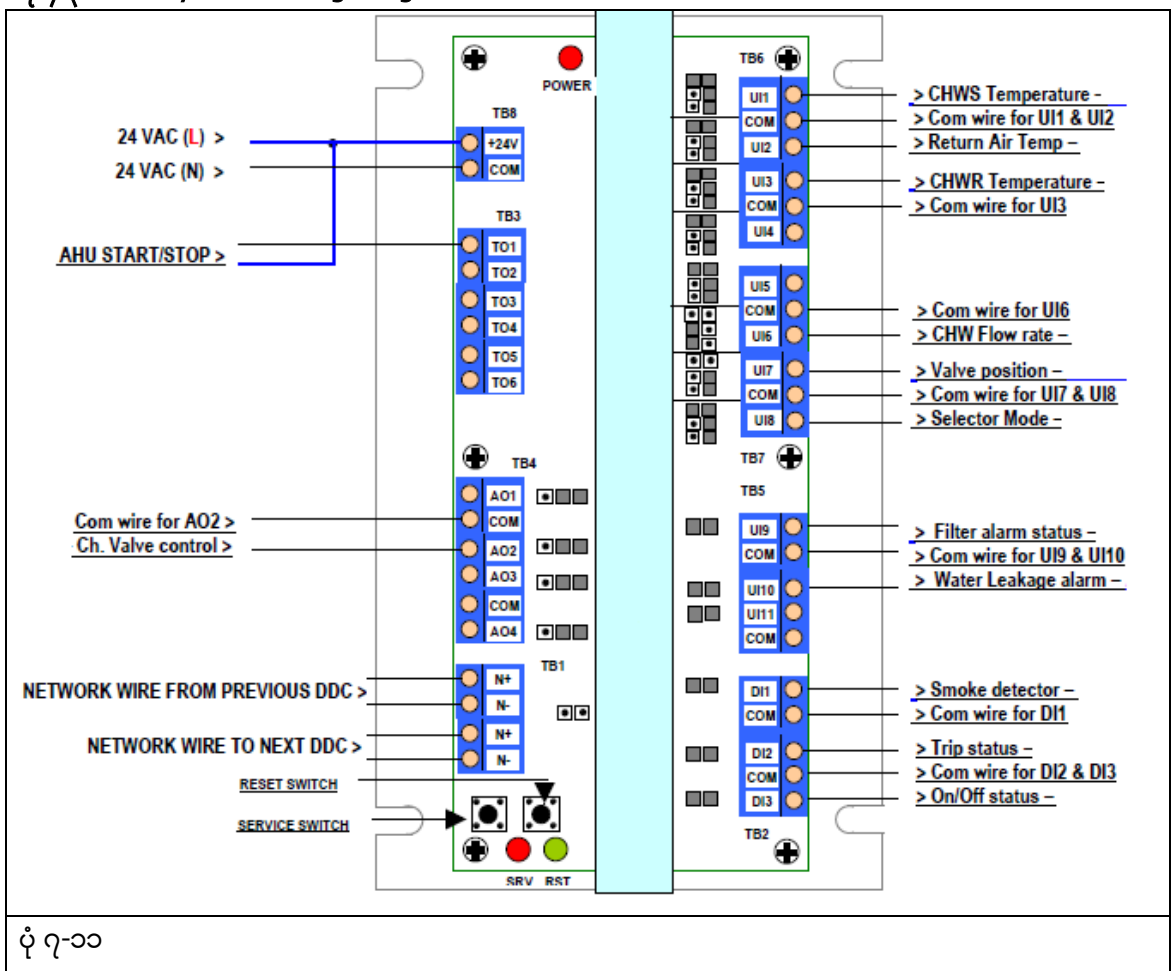 POWER
TB8
24 VAC (L) >
+24V
24 VAC (N) >
COM
TB3
AHU START/STOP >
TO1
TO2
TO3
TO4
TO5
TO6
TB4
AO1
Com wire for AO2 >
COM
Ch. Valve control >
AO2
AO3
COM
AO4
TB1
NETWORK WIRE FROM PREVIOUS DDC >
N+
N-
NETWORK WIRE TO NEXT DDC >
N+
N-
RESET SWITCH
SERVICE SWITCH
SRV RST
TB6
UI1 > CHWS Temperature –
COM > Com wire for UI1 & UI2
UI2 > Return Air Temp –
UI3 > CHWR Temperature –
COM > Com wire for UI3
UI4
UI5
COM > Com wire for UI6
UI6 > CHW Flow rate –
UI7 > Valve position –
COM > Com wire for UI7 & UI8
UI8 > Selector Mode –
TB7
TB5
UI9 > Filter alarm status –
COM > Com wire for UI9 & UI10
UI10 > Water Leakage alarm –
UI11
COM
DI1 > Smoke detector –
COM > Com wire for DI1
DI2 > Trip status –
COM > Com wire for DI2 & DI3
DI3 > On/Off status –
TB2
ပုံ ၇-၁၁